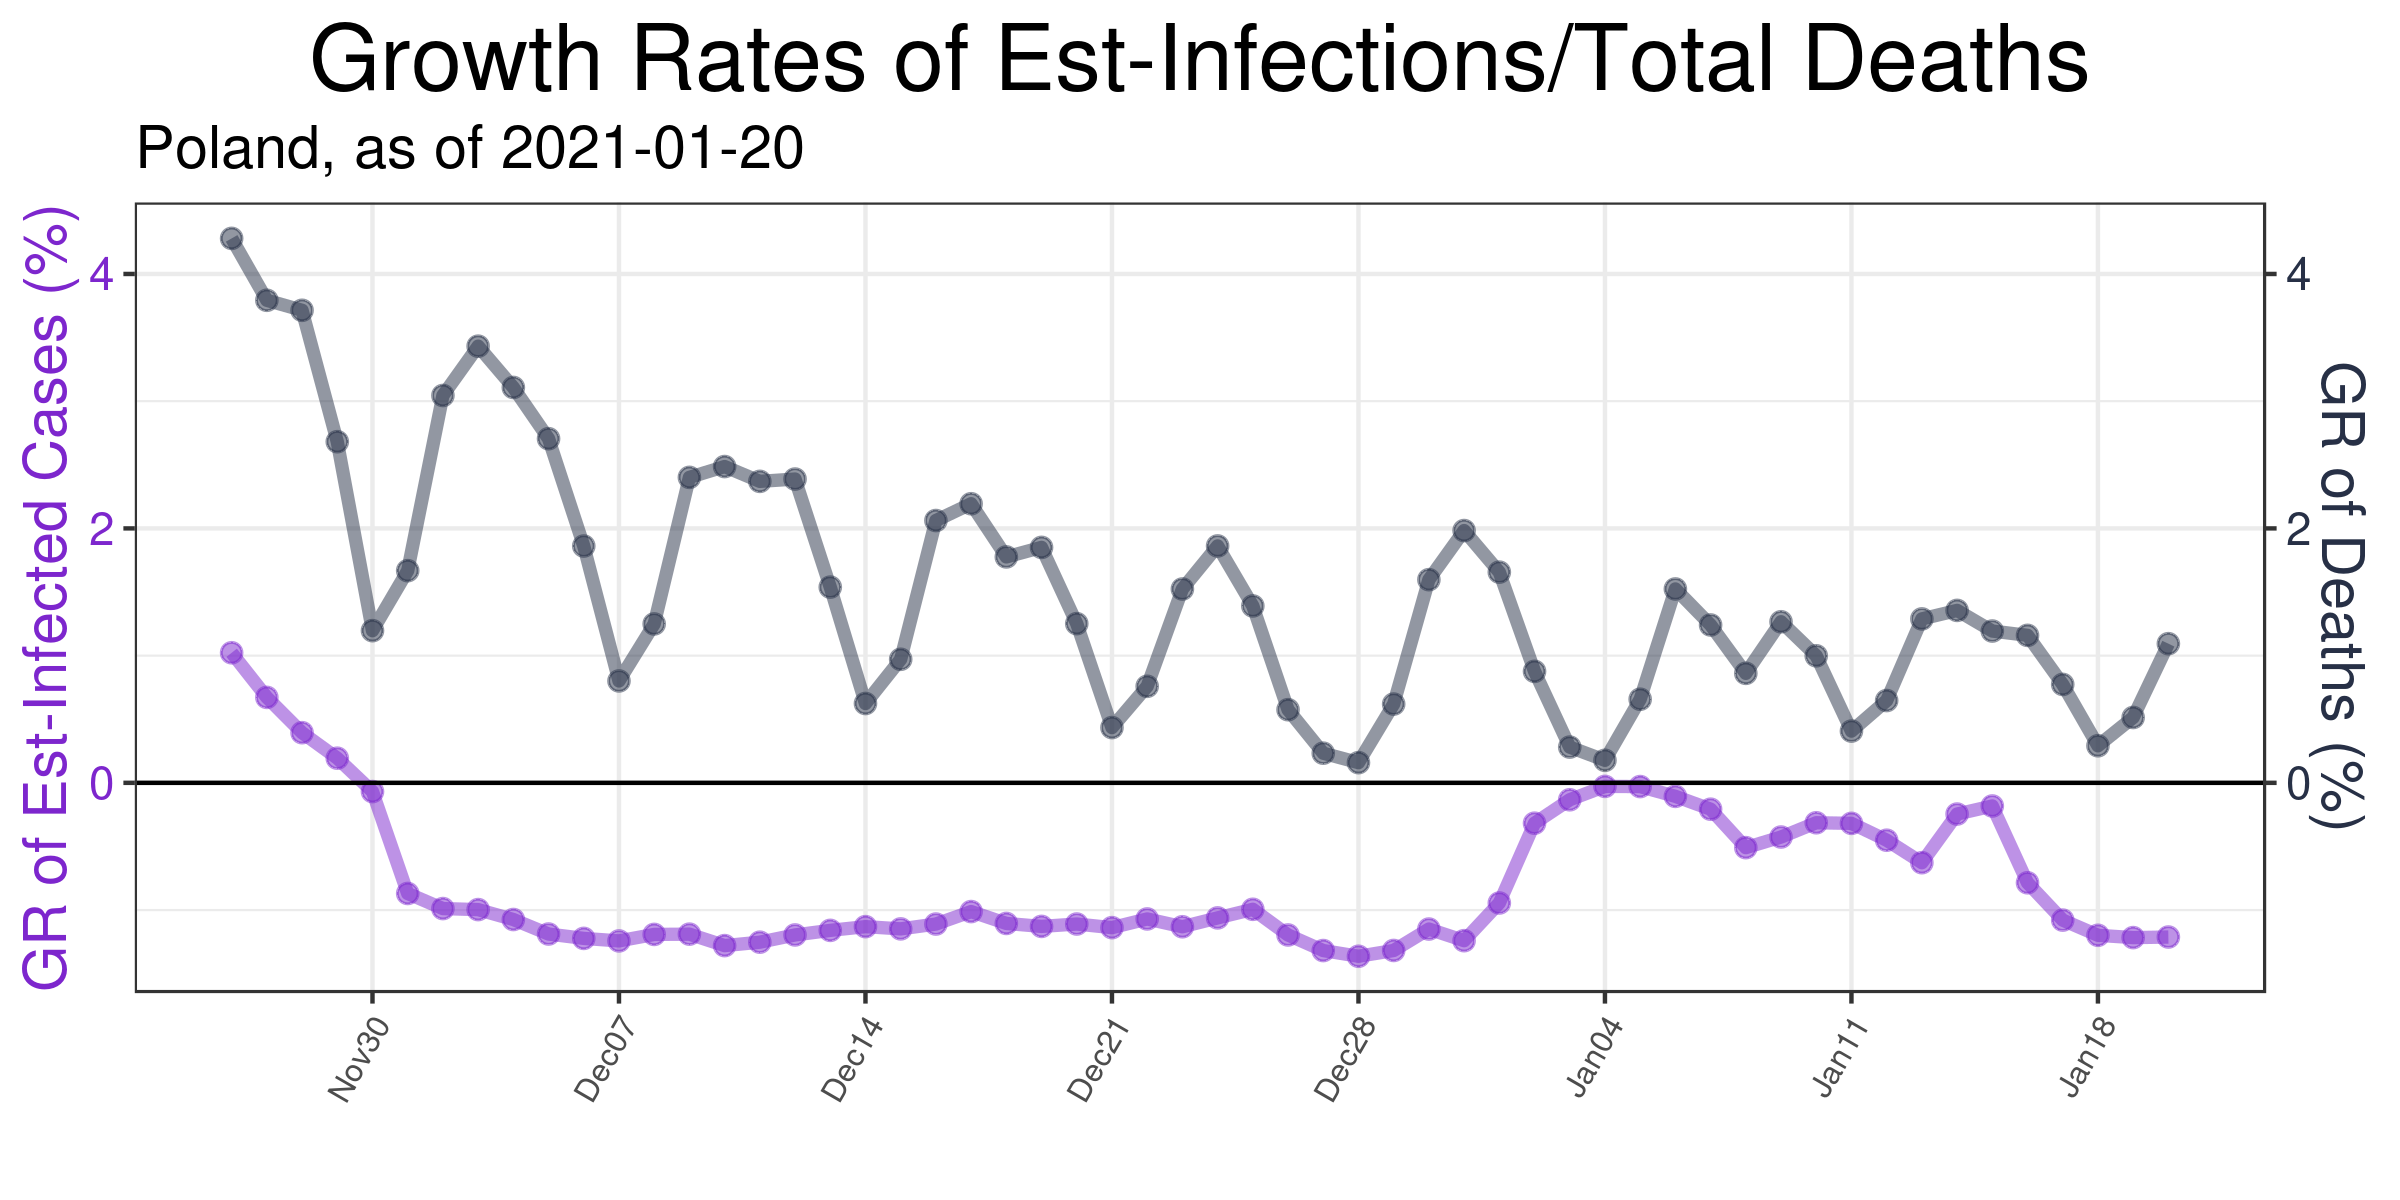 Growth Rates of Est-Infections/Total Deaths
Poland, as of 2021-01-20
GR of Est-Infected Cases (%)
4
2
0
4
2
0
GR of Deaths (%)
Nov30
Dec07
Dec14
Dec21
Dec28
Jan04
Jan11
Jan18